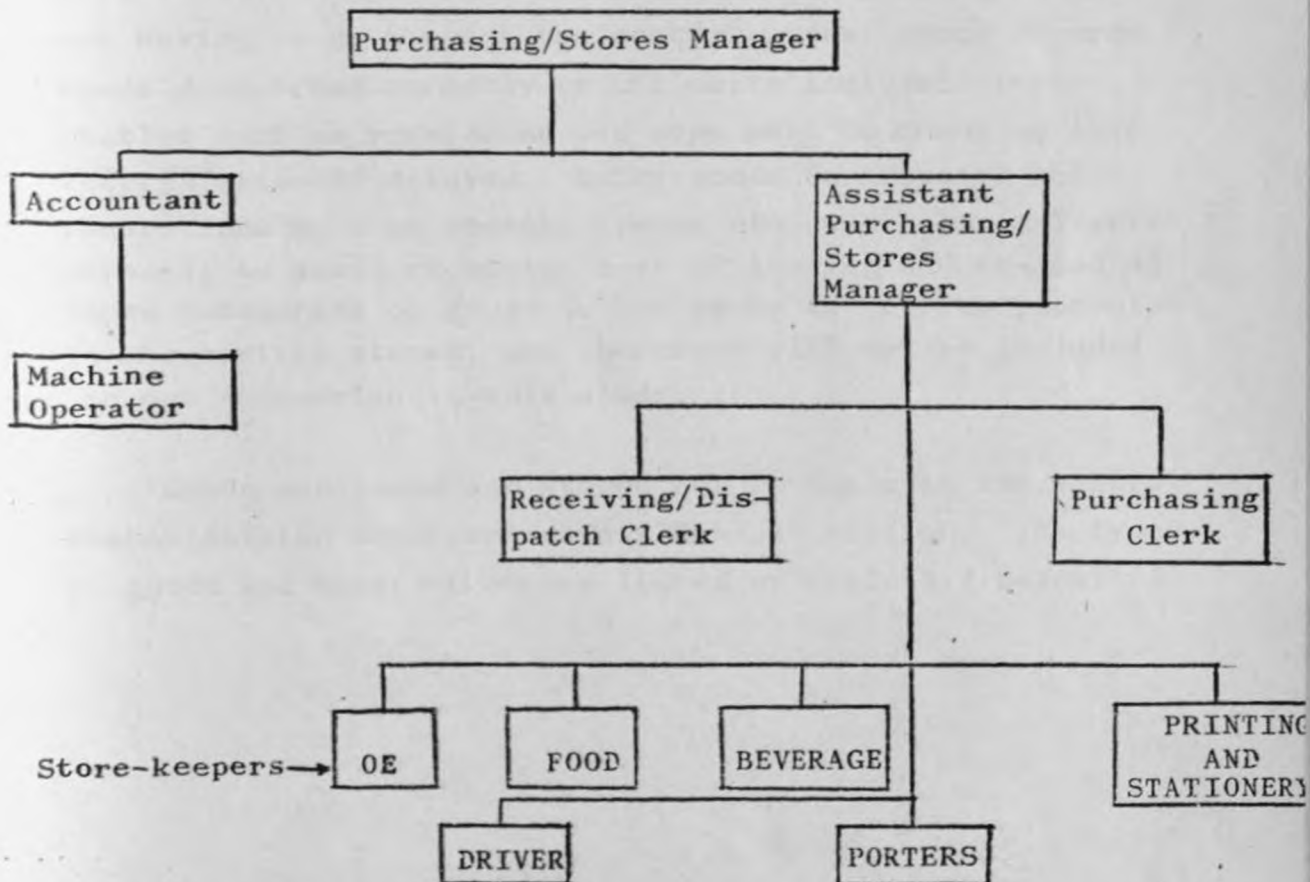 Purchasing/Stores Manager
Accountant
Assistant
Purchasing/
Stores
Manager
Machine
Operator
Receiving/Dis-
patch Clerk
Purchasing
Clerk
Store-keepers
OE
FOOD
BEVERAGE
PRINTING
AND
STATIONERY
DRIVER
PORTERS